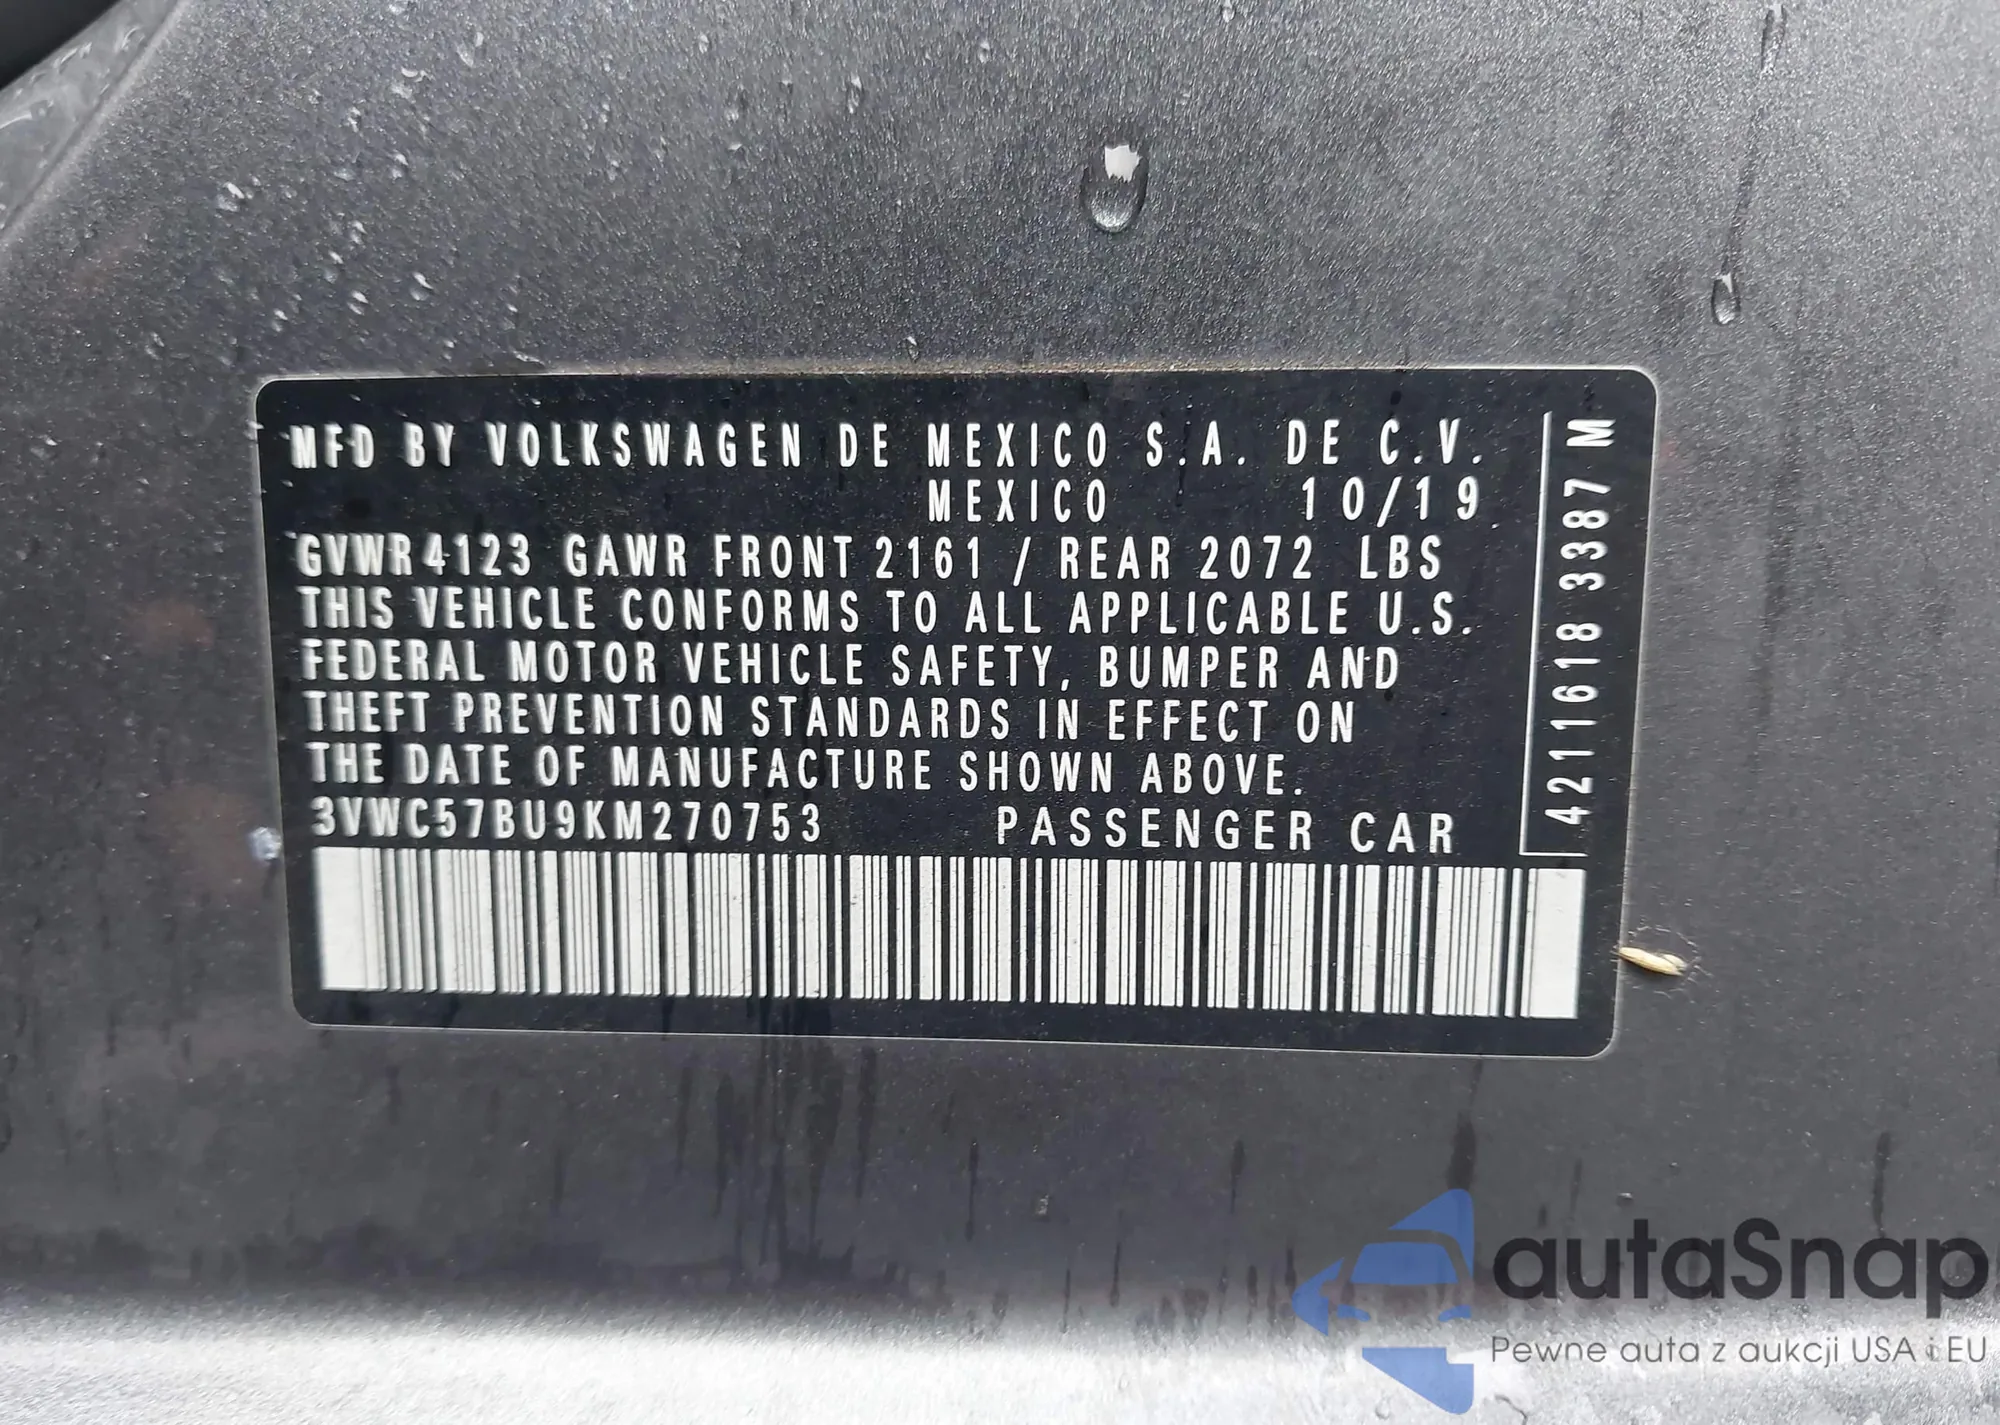 MFD BY VOLKSWAGEN DE MEXICO S.A. DE C.V.
MEXICO 10/19
GVWR 4123 GAWR FRONT 2161 / REAR 2072 LBS
THIS VEHICLE CONFORMS TO ALL APPLICABLE U.S.
FEDERAL MOTOR VEHICLE SAFETY, BUMPER AND
THEFT PREVENTION STANDARDS IN EFFECT ON
THE DATE OF MANUFACTURE SHOWN ABOVE.
3VWC57BU9KM270753 PASSENGER CAR
4211618 3387 M
autaSnap
Pewne auta z aukcji USA i EU